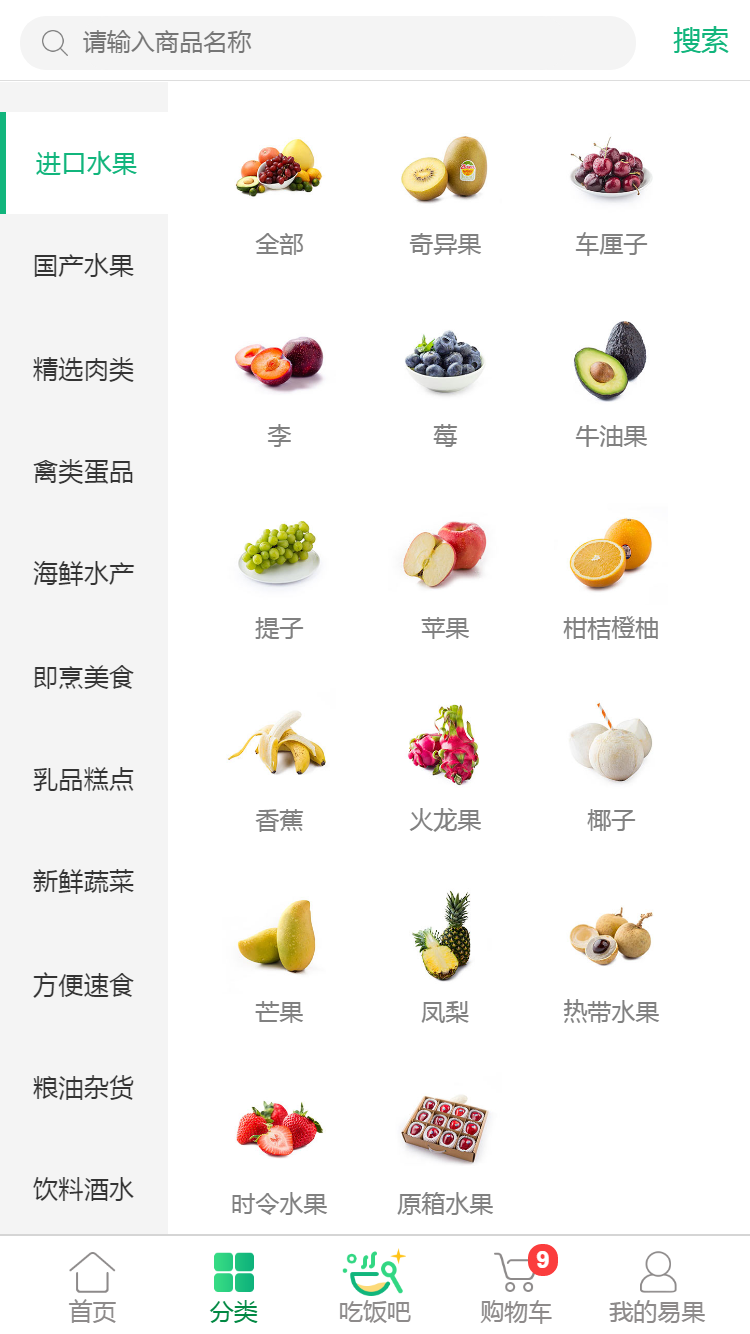 请输入商品名称
搜索
进口水果
国产水果
精选肉类
禽类蛋品
海鲜水产
即烹美食
乳品糕点
新鲜蔬菜
方便速食
粮油杂货
饮料酒水
全部
奇异果
车厘子
李
莓
牛油果
提子
苹果
柑桔橙柚
香蕉
火龙果
椰子
芒果
凤梨
热带水果
时令水果
原箱水果
首页
分类
吃饭吧
9
购物车
我的易果